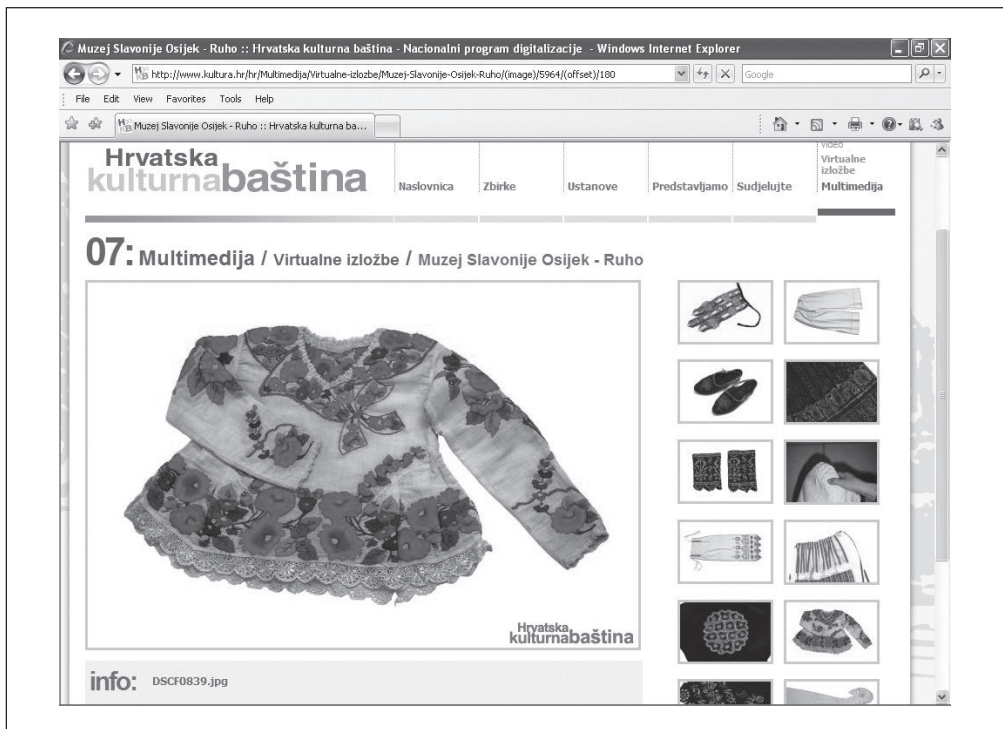 Muzej Slavonije Osijek - Ruho :: Hrvatska kulturna baština - Nacionalni program digitalizacije - Windows Internet Explorer
http://www.kultura.hr/hr/Multimedija/Virtualne-izlozbe/Muzej-Slavonije-Osijek-Ruho/(image)/5964/(offset)/180
Google
File Edit View Favorites Tools Help
Muzej Slavonije Osijek - Ruho :: Hrvatska kulturna ba...
Hrvatska
kulturnabaština
Naslovnica Zbirke Ustanove Predstavljamo Sudjelujte
Video
Virtualne
izložbe
Multimedija
07: Multimedija / Virtualne izložbe / Muzej Slavonije Osijek - Ruho
Hrvatska
kulturnabaština
info: DSCF0839.jpg